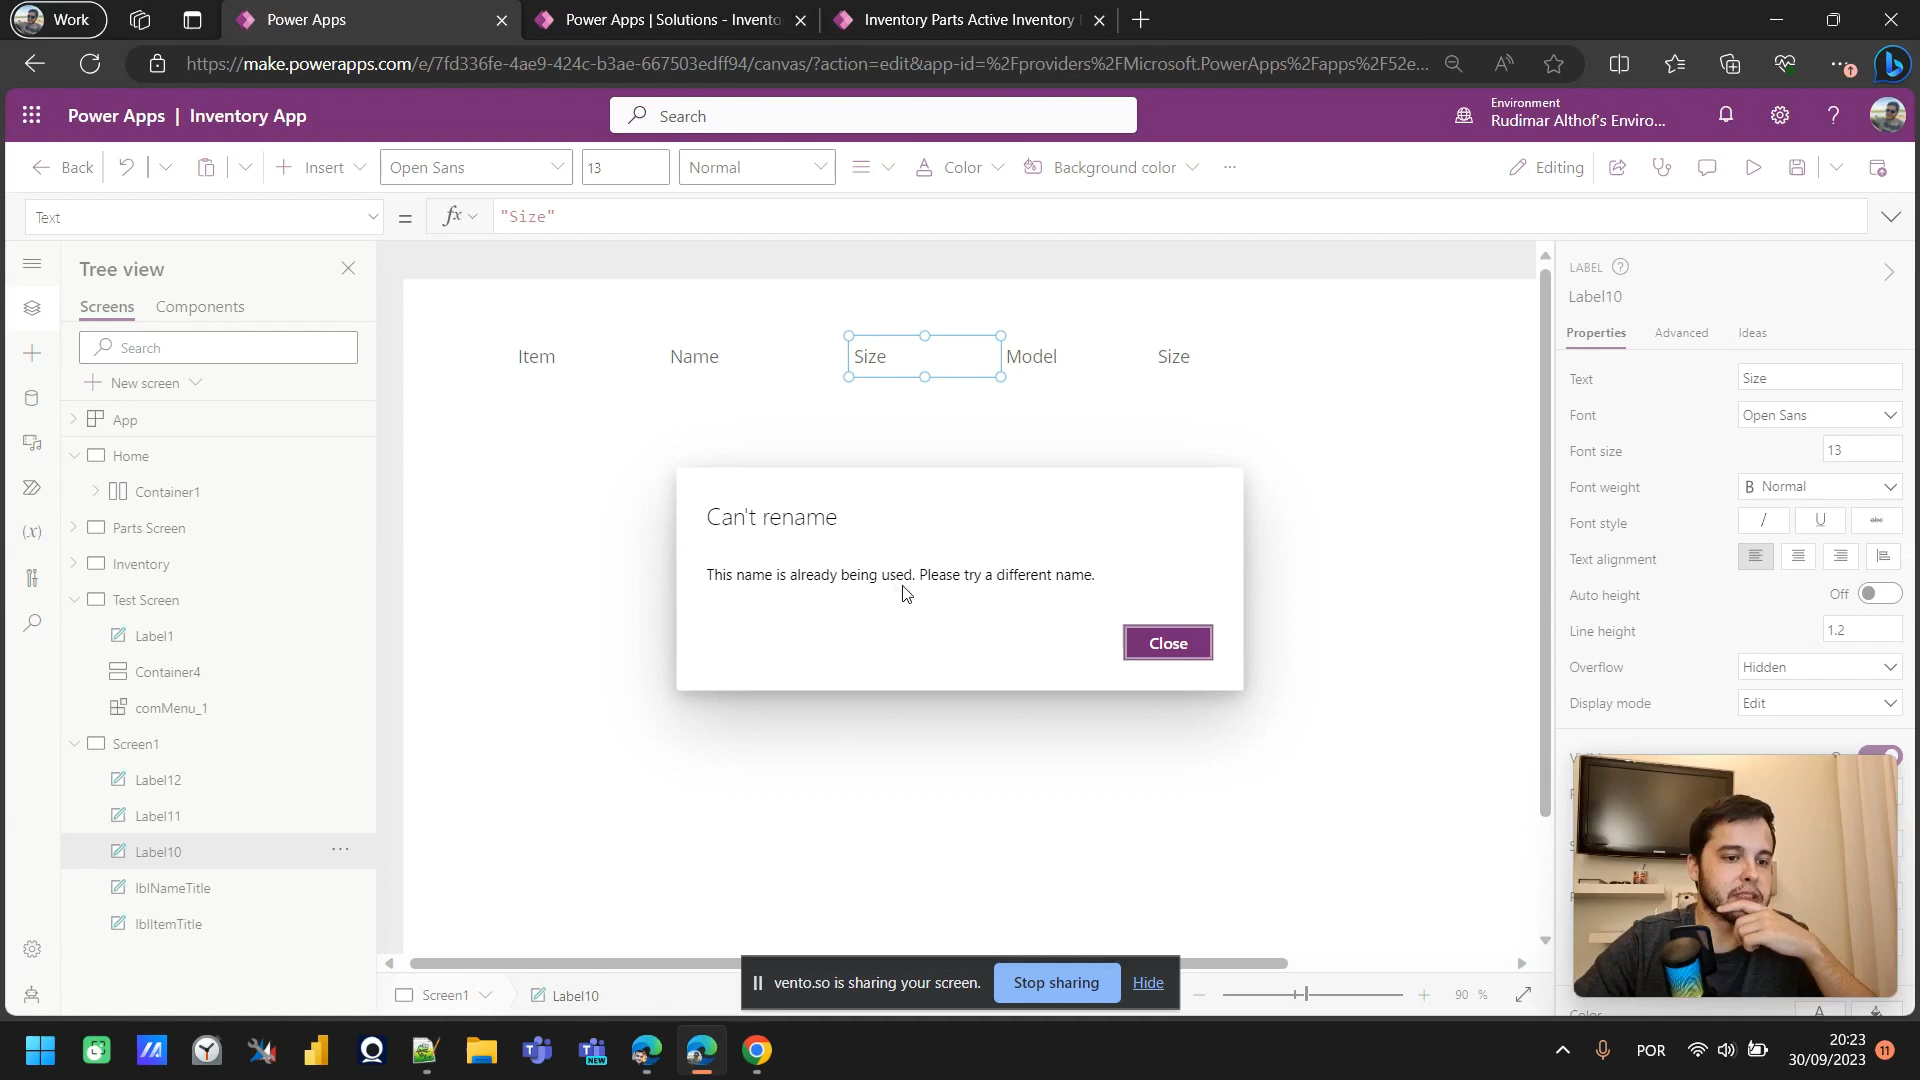 Work
Power Apps
Power Apps | Solutions - Invento
Inventory Parts Active Inventory
https://make.powerapps.com/e/7fd336fe-4ae9-424c-b3ae-667503edff94/canvas/?action=edit&app-id=%2Fproviders%2FMicrosoft.PowerApps%2Fapps%2F52e...
Power Apps | Inventory App
Search
Environment
Rudimar Althof's Enviro...
Back
Insert
Open Sans
13
Normal
Color
Background color
...
Editing
Text
=
fx
"Size"
Tree view
Screens
Components
Search
New screen
App
Home
Container1
Parts Screen
Inventory
Test Screen
Label1
Container4
comMenu_1
Screen1
Label12
Label11
Label10
...
lblNameTitle
lblItemTitle
Item
Name
Size
Model
Size
Can't rename
This name is already being used. Please try a different name.
Close
LABEL
Label10
Properties
Advanced
Ideas
Text
Size
Font
Open Sans
Font size
13
Font weight
B Normal
Font style
/
U
abc
Text alignment
Auto height
Off
Line height
1.2
Overflow
Hidden
Display mode
Edit
Screen1
Label10
vento.so is sharing your screen.
Stop sharing
Hide
90 %
NEW
POR
20:23
30/09/2023
11